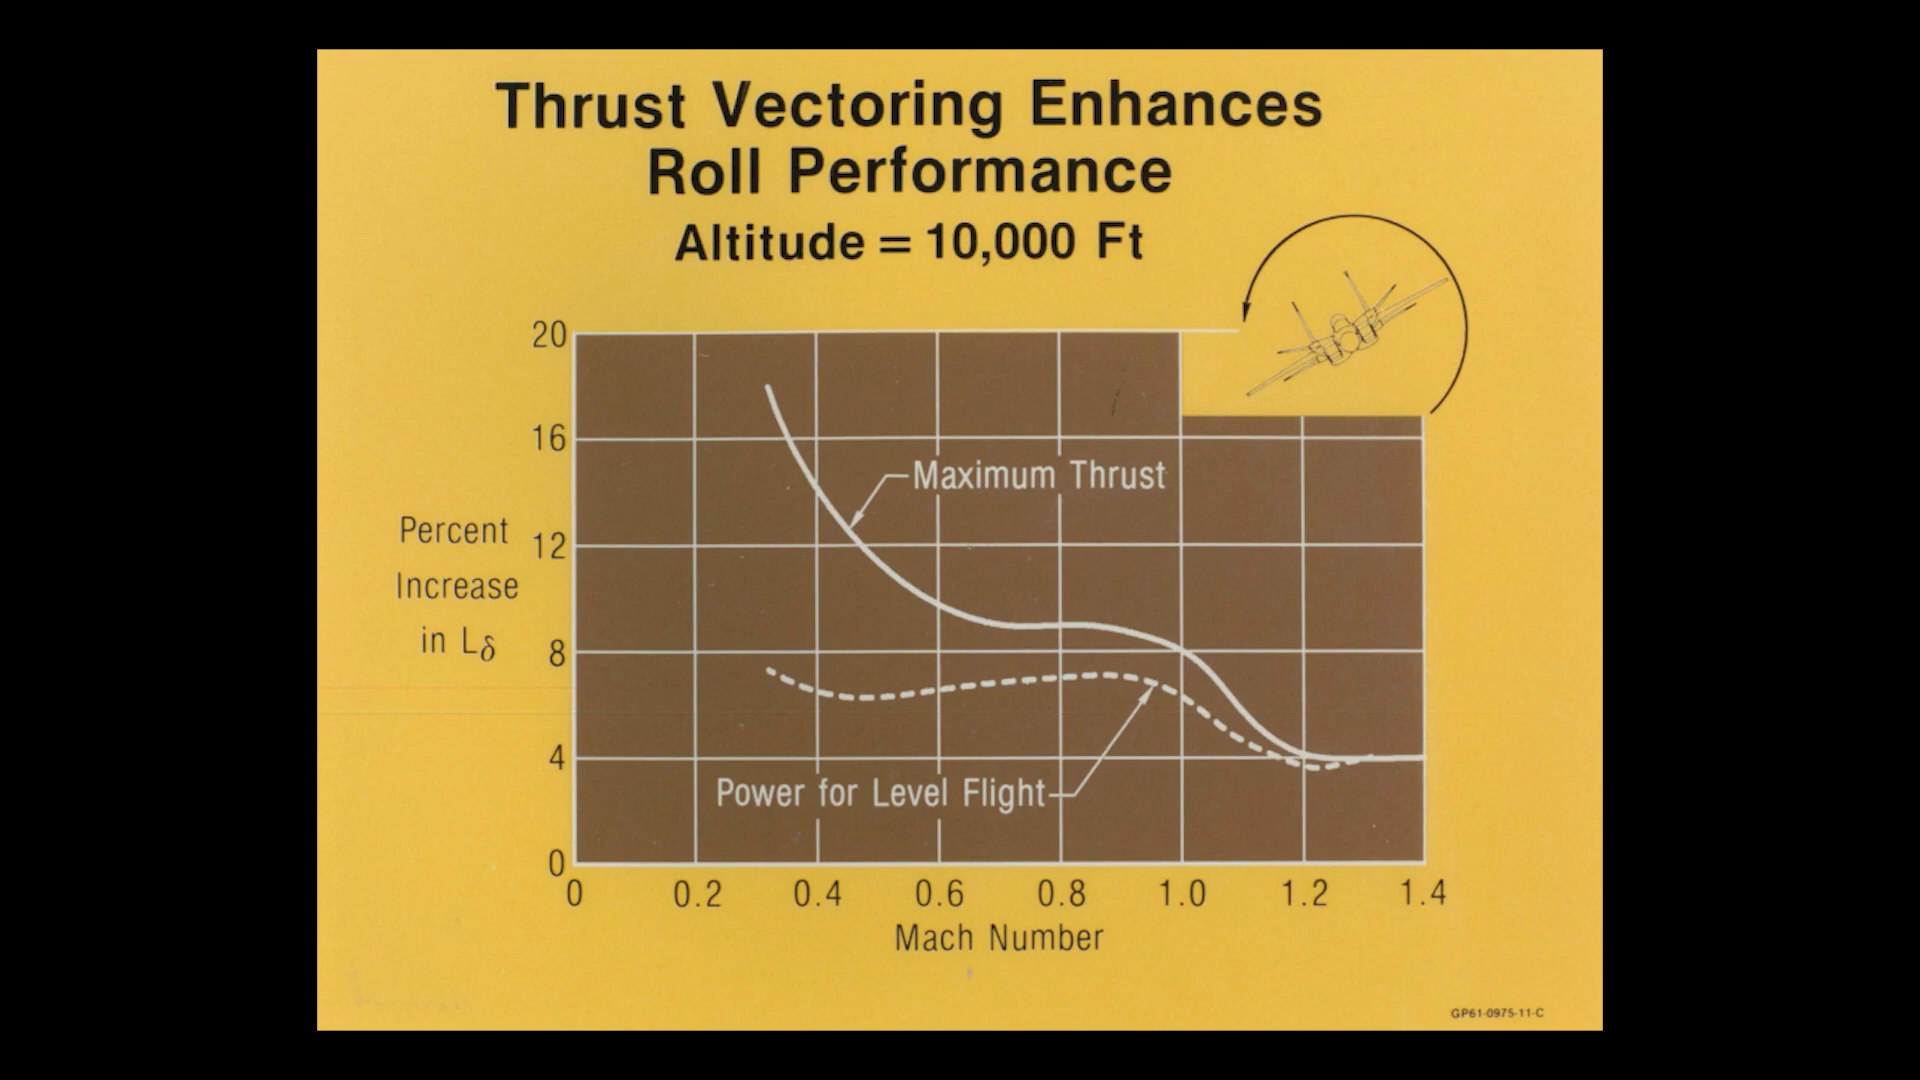 Thrust Vectoring Enhances
Roll Performance
Altitude = 10,000 Ft
20
16
12
8
4
0
Percent
Increase
in Lδ
Maximum Thrust
Power for Level Flight
0 0.2 0.4 0.6 0.8 1.0 1.2 1.4
Mach Number
GP61-0975-11-C